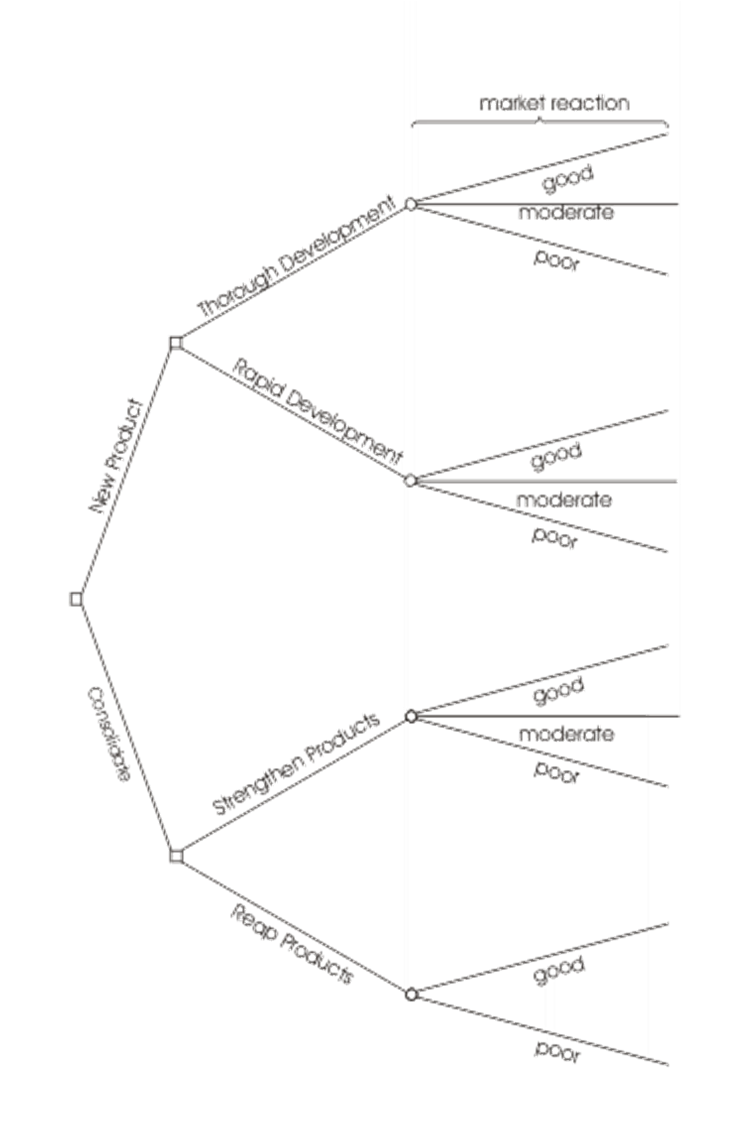 market reaction
good
moderate
poor
Thorough Development
New Product
Rapid Development
good
moderate
poor
Consolidate
Strengthen Products
good
moderate
poor
Reap Products
good
poor